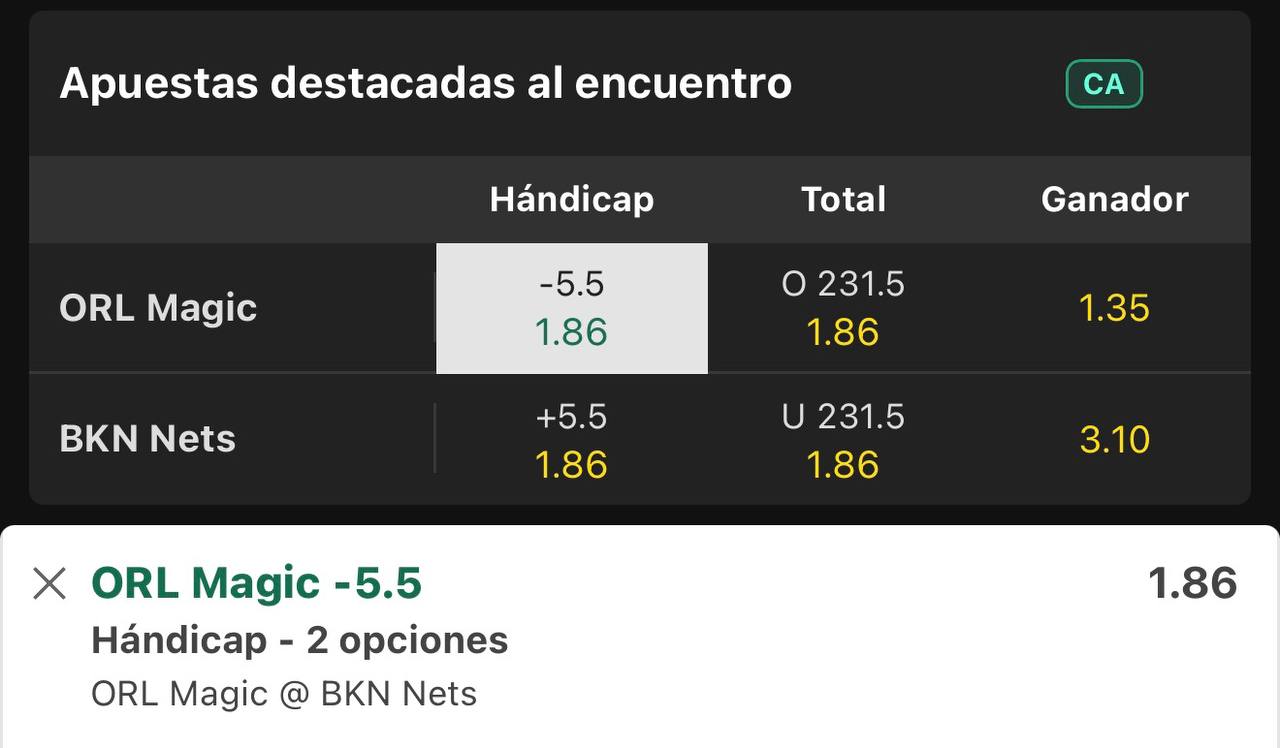 Apuestas destacadas al encuentro CA
Hándicap Total Ganador
-5.5 O 231.5
ORL Magic 1.35
1.86 1.86
+5.5 U 231.5
BKN Nets 3.10
1.86 1.86
ORL Magic -5.5 1.86
Hándicap - 2 opciones
ORL Magic @ BKN Nets